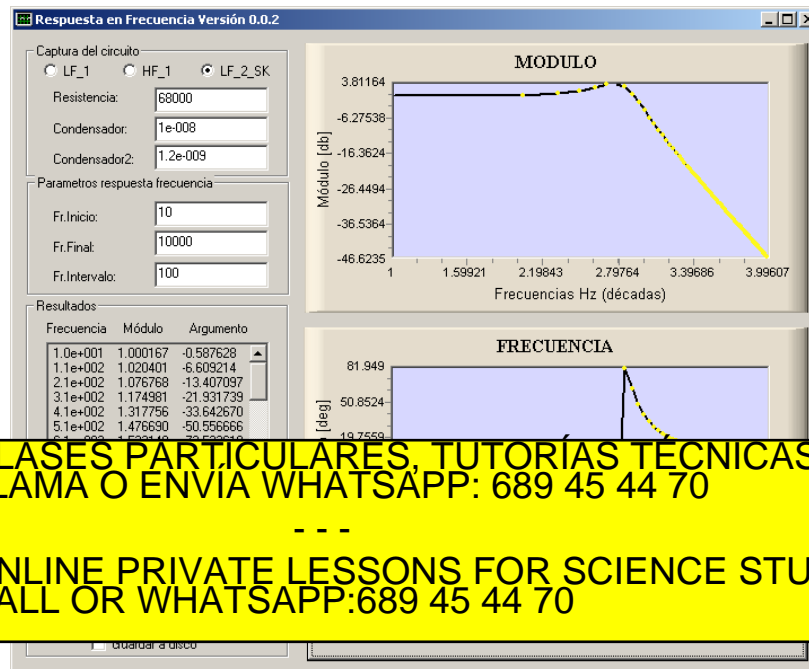 Respuesta en Frecuencia Versión 0.0.2
Captura del circuito
LF_1 HF_1 LF_2_SK
Resistencia: 68000
Condensador: 1e-008
Condensador2: 1.2e-009
Parametros respuesta frecuencia
Fr.Inicio: 10
Fr.Final: 10000
Fr.Intervalo: 100
Resultados
Frecuencia Módulo Argumento
1.0e+001 1.000167 -0.587628
1.1e+002 1.020401 -6.609214
2.1e+002 1.076768 -13.407097
3.1e+002 1.174981 -21.931739
4.1e+002 1.317756 -33.642670
5.1e+002 1.476690 -50.556666
MODULO
Módulo [db]
3.81164
-6.27538
-16.3624
-26.4494
-36.5364
-46.6235
1 1.59921 2.19843 2.79764 3.39686 3.99607
Frecuencias Hz (décadas)
FRECUENCIA
[deg]
81.949
50.8524
19.7559
LASES PARTICULARES, TUTORÍAS TÉCNICAS
LAMA O ENVÍA WHATSAPP: 689 45 44 70
- - -
NLINE PRIVATE LESSONS FOR SCIENCE STU
ALL OR WHATSAPP:689 45 44 70
Guardar a disco